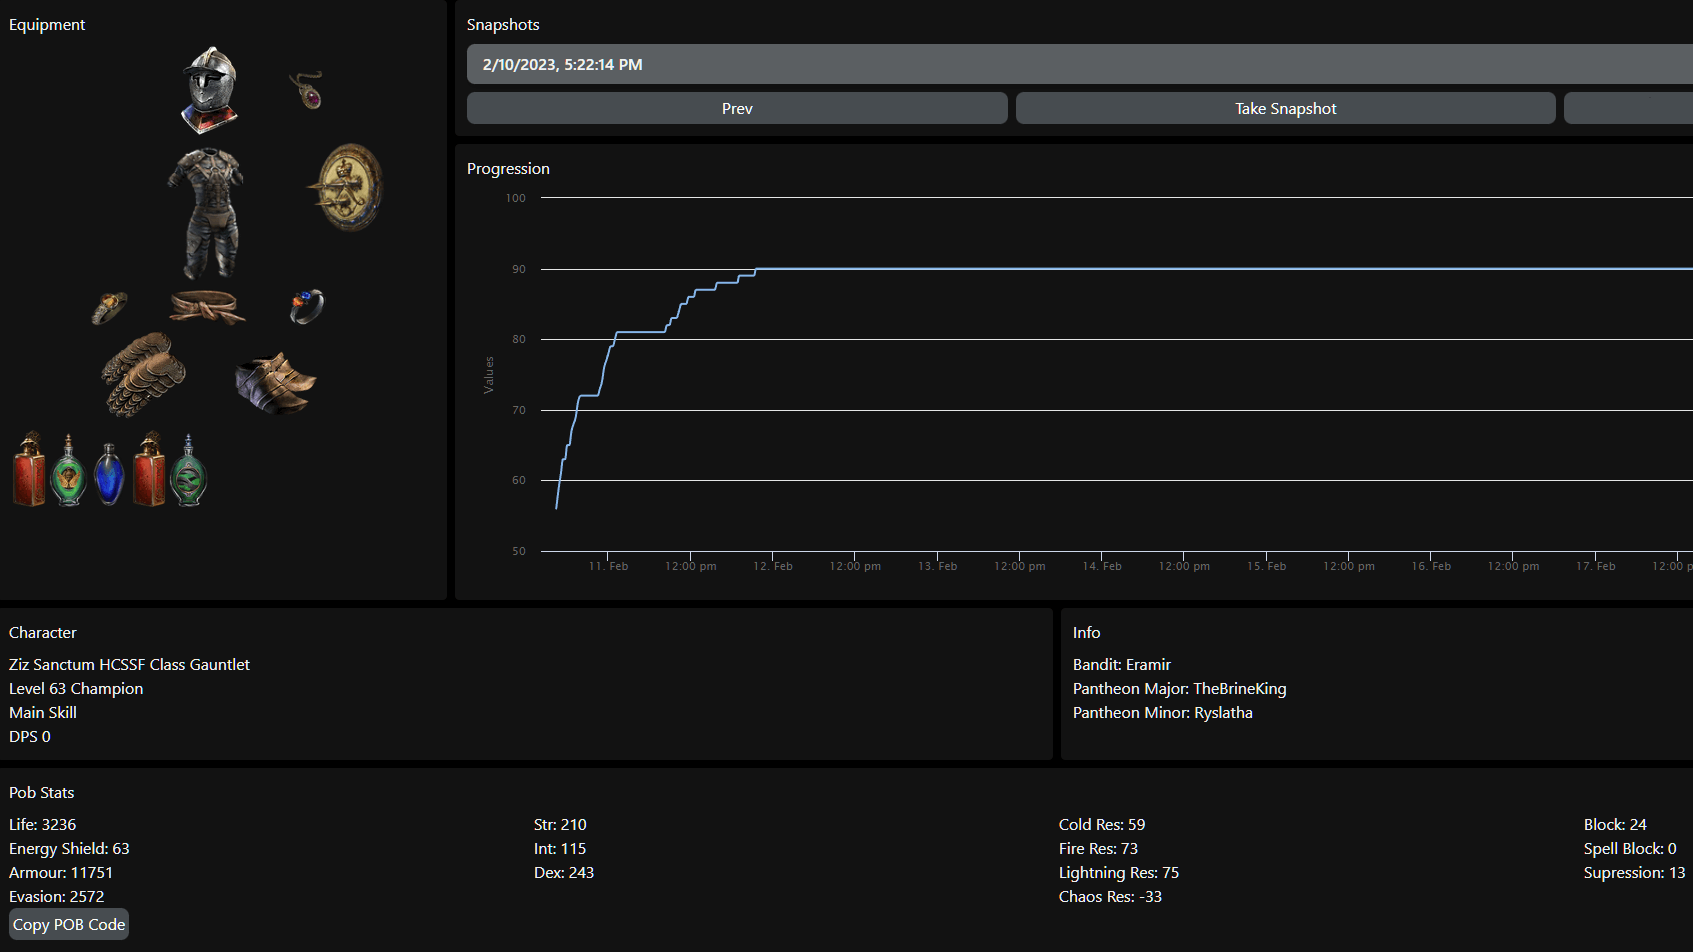 Equipment
Snapshots
2/10/2023, 5:22:14 PM
Prev
Take Snapshot
Progression
100
90
80
70
60
50
Values
11. Feb
12:00 pm
12. Feb
12:00 pm
13. Feb
12:00 pm
14. Feb
12:00 pm
15. Feb
12:00 pm
16. Feb
12:00 pm
17. Feb
12:00 p
Character
Ziz Sanctum HCSSF Class Gauntlet
Level 63 Champion
Main Skill
DPS 0
Info
Bandit: Eramir
Pantheon Major: TheBrineKing
Pantheon Minor: Ryslatha
Pob Stats
Life: 3236
Energy Shield: 63
Armour: 11751
Evasion: 2572
Copy POB Code
Str: 210
Int: 115
Dex: 243
Cold Res: 59
Fire Res: 73
Lightning Res: 75
Chaos Res: -33
Block: 24
Spell Block: 0
Supression: 13